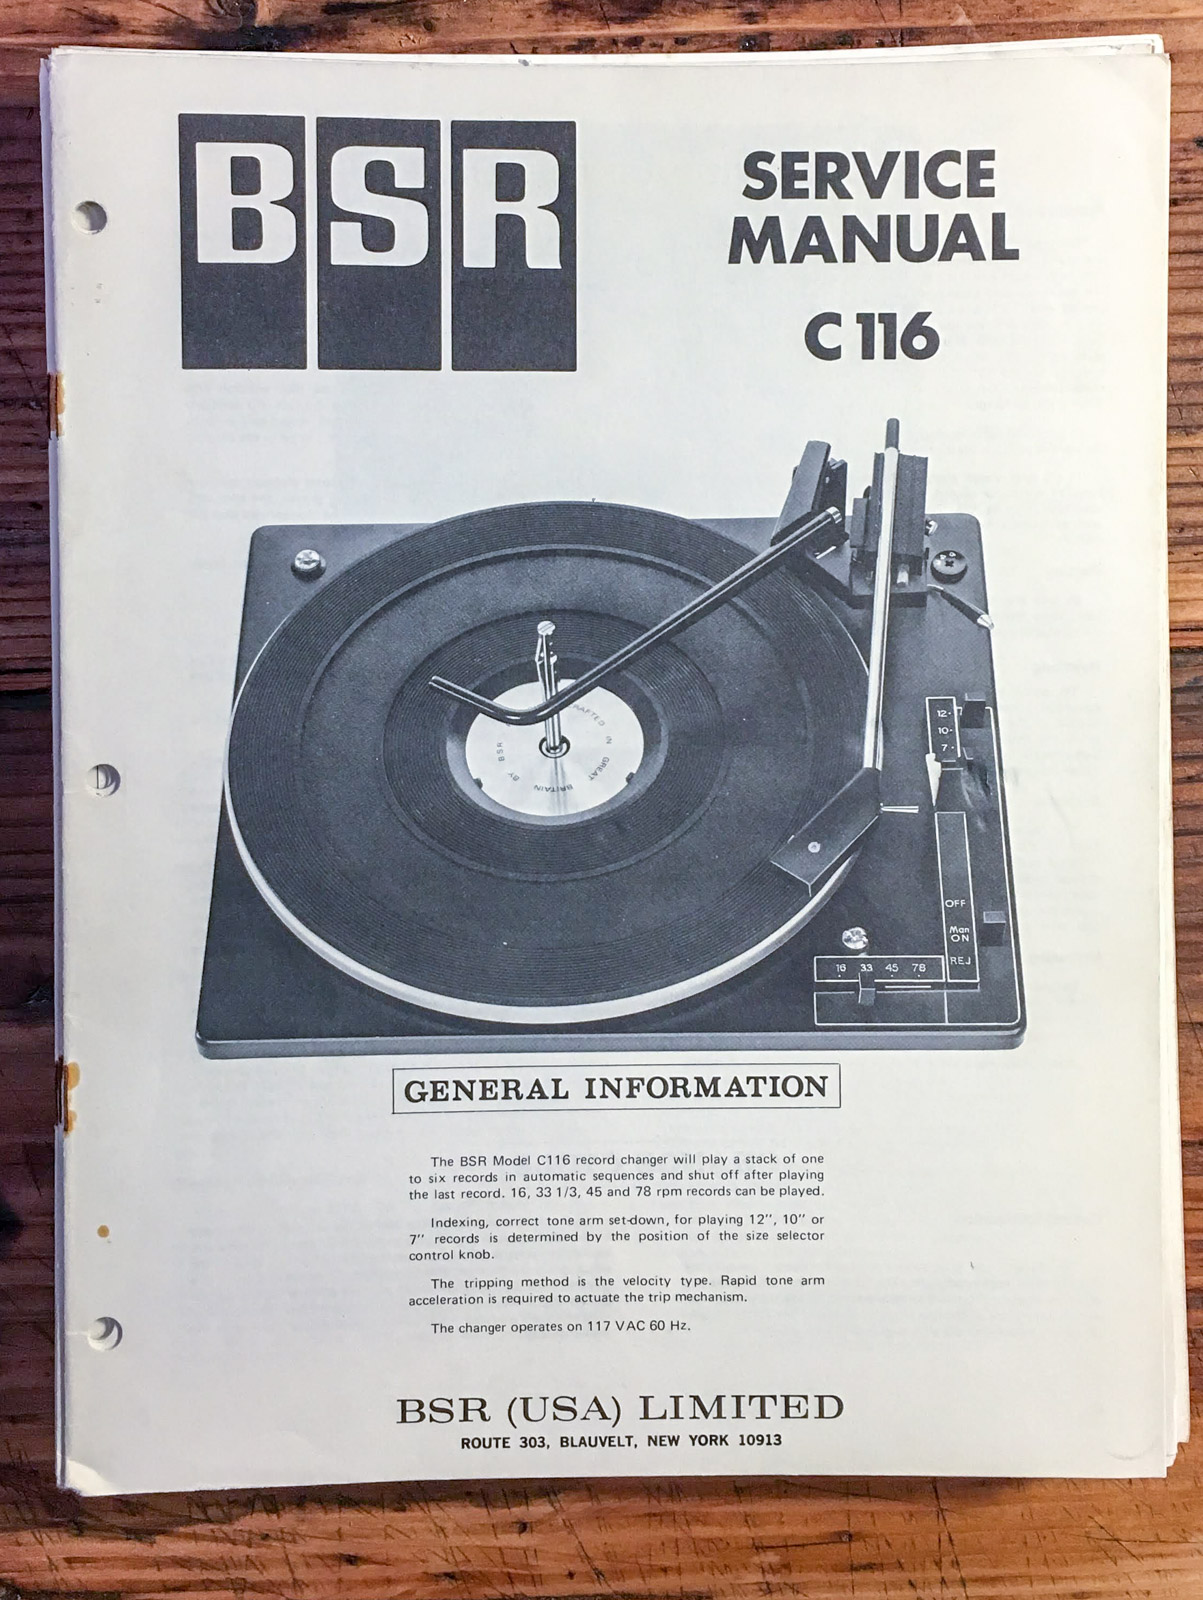 BSR
SERVICE
MANUAL
C 116
RAFTED IN GREAT BRITAIN BY BSR
12
10
7
OFF
Man
ON
REJ
16 33 45 78
GENERAL INFORMATION
The BSR Model C116 record changer will play a stack of one
to six records in automatic sequences and shut off after playing
the last record. 16, 33 1/3, 45 and 78 rpm records can be played.
Indexing, correct tone arm set-down, for playing 12'', 10'' or
7'' records is determined by the position of the size selector
control knob.
The tripping method is the velocity type. Rapid tone arm
acceleration is required to actuate the trip mechanism.
The changer operates on 117 VAC 60 Hz.
BSR (USA) LIMITED
ROUTE 303, BLAUVELT, NEW YORK 10913